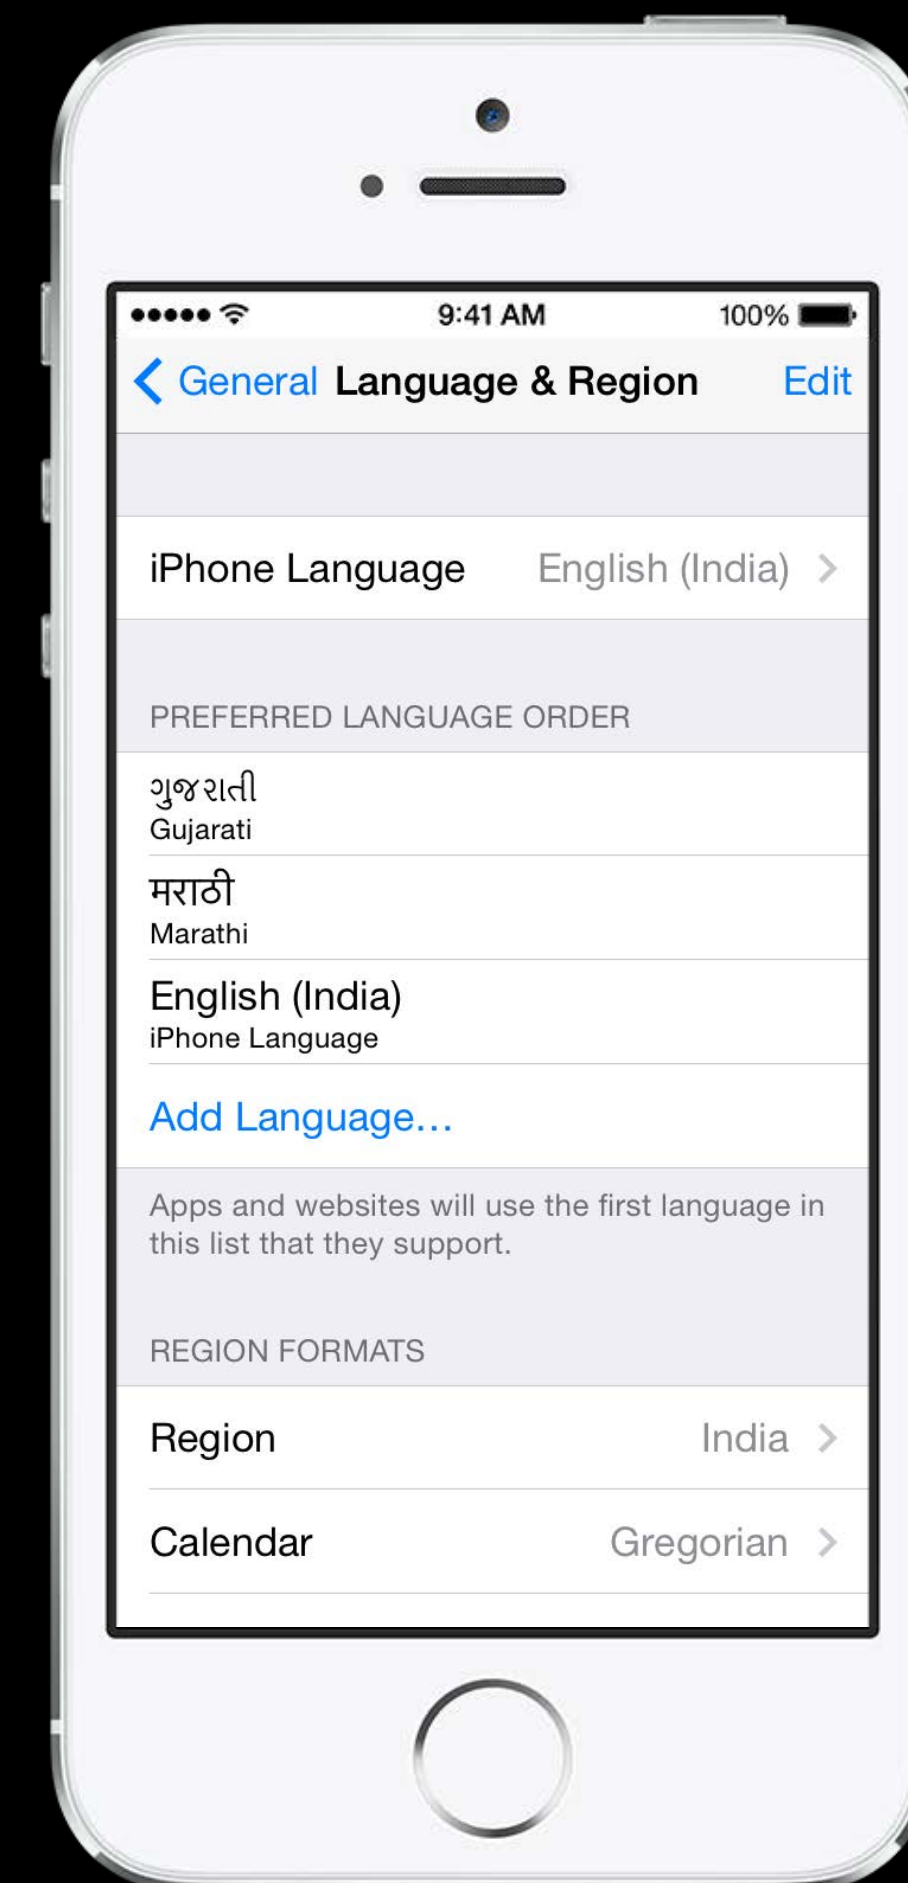 9:41 AM 100%
General Language & Region Edit
iPhone Language English (India)
PREFERRED LANGUAGE ORDER
ગુજરાતી
Gujarati
मराठी
Marathi
English (India)
iPhone Language
Add Language…
Apps and websites will use the first language in
this list that they support.
REGION FORMATS
Region India
Calendar Gregorian